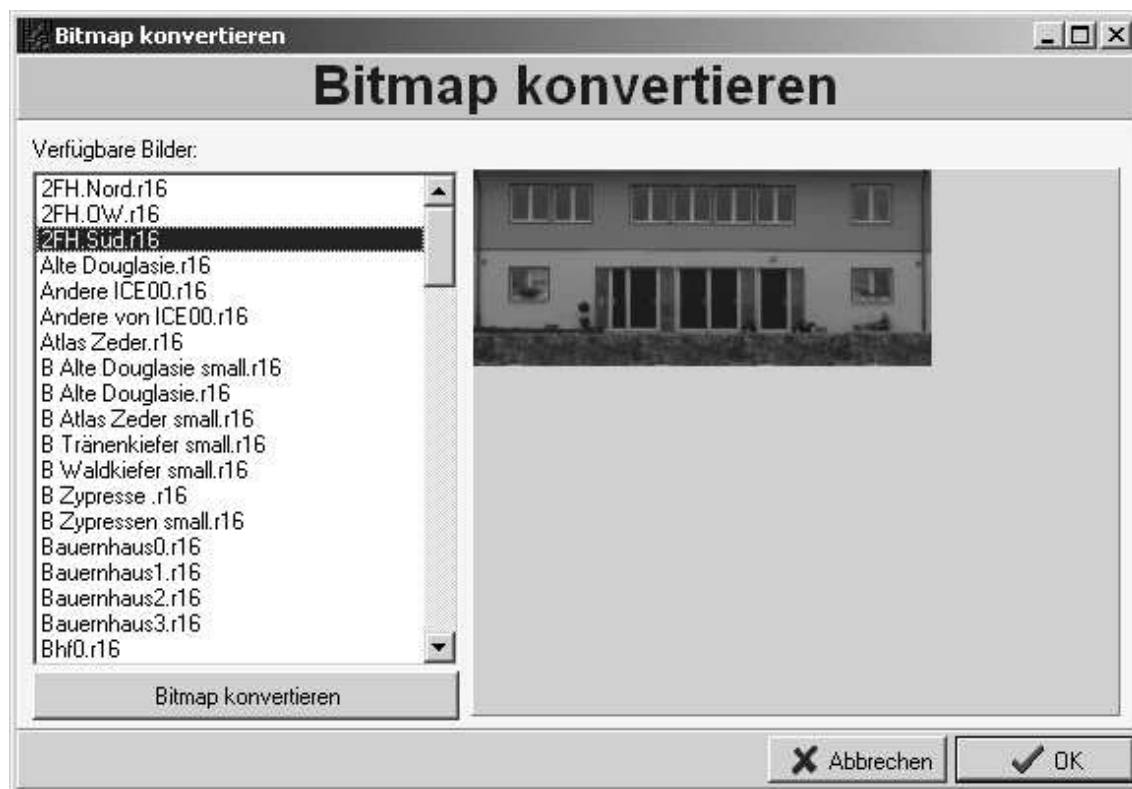 Bitmap konvertieren
Bitmap konvertieren
Verfügbare Bilder:
2FH.Nord.r16
2FH.OW.r16
2FH.Süd.r16
Alte Douglasie.r16
Andere ICE00.r16
Andere von ICE00.r16
Atlas Zeder.r16
B Alte Douglasie small.r16
B Alte Douglasie.r16
B Atlas Zeder small.r16
B Tränenkiefer small.r16
B Waldkiefer small.r16
B Zypresse .r16
B Zypressen small.r16
Bauernhaus0.r16
Bauernhaus1.r16
Bauernhaus2.r16
Bauernhaus3.r16
Bhf0.r16
Bitmap konvertieren
Abbrechen
OK